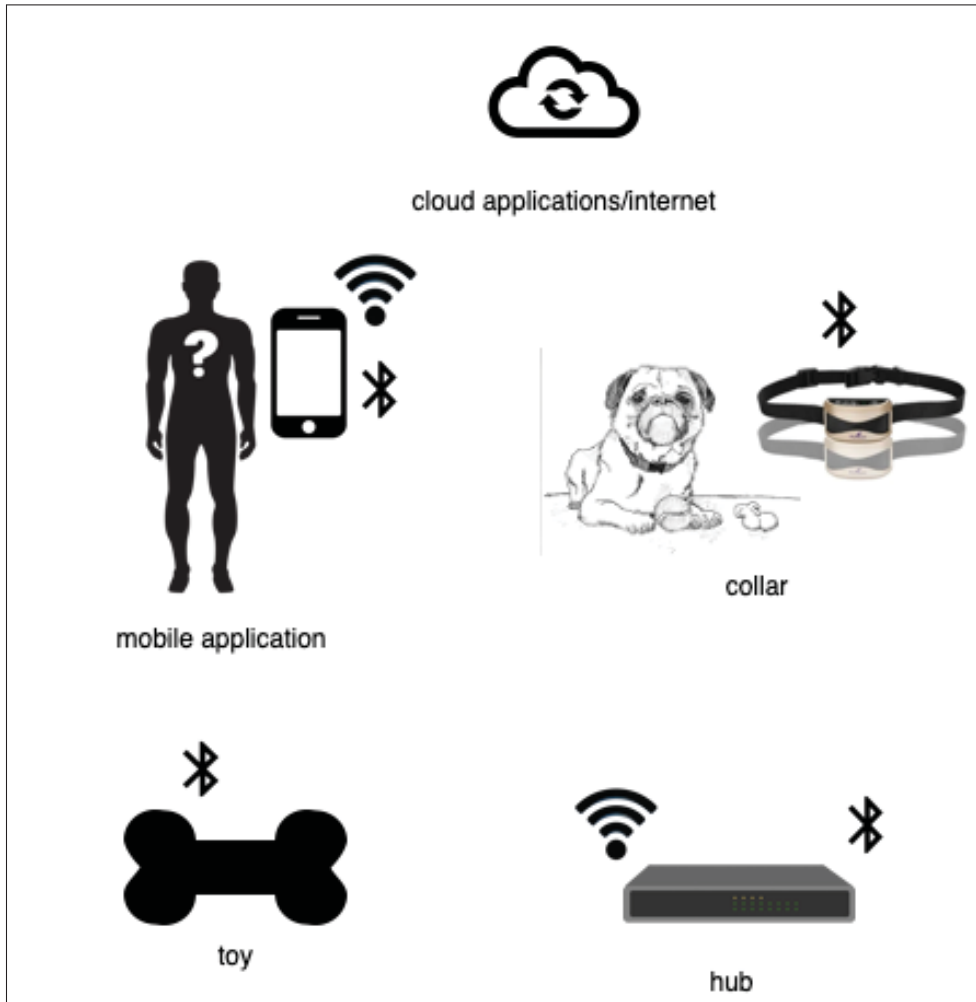 cloud applications/internet
?
mobile application
collar
toy
hub